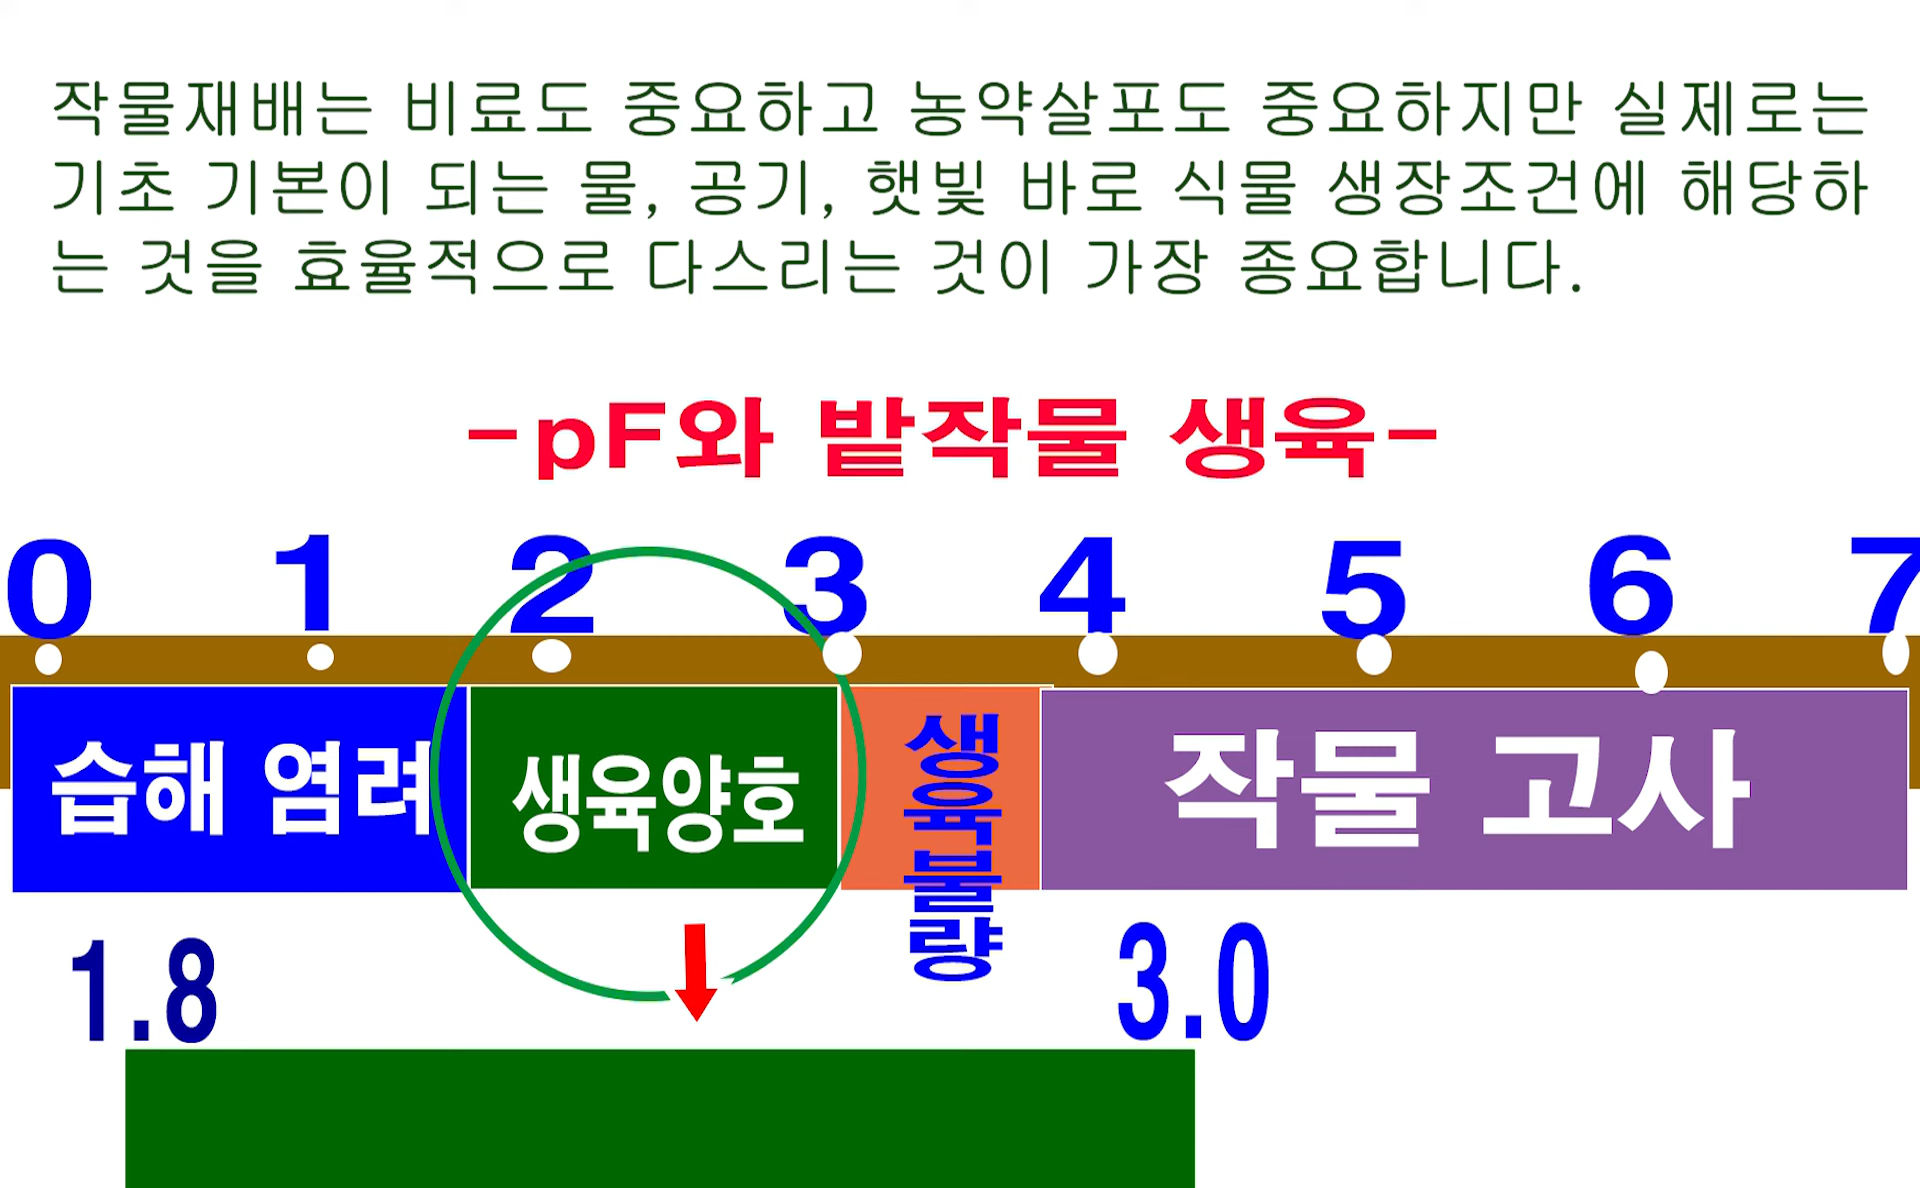 작물재배는 비료도 중요하고 농약살포도 중요하지만 실제로는
기초 기본이 되는 물, 공기, 햇빛 바로 식물 생장조건에 해당하
는 것을 효율적으로 다스리는 것이 가장 종요합니다.
-pF와 밭작물 생육-
0 1 2 3 4 5 6 7
습해 염려
생육양호
생육불량
작물 고사
1.8
3.0